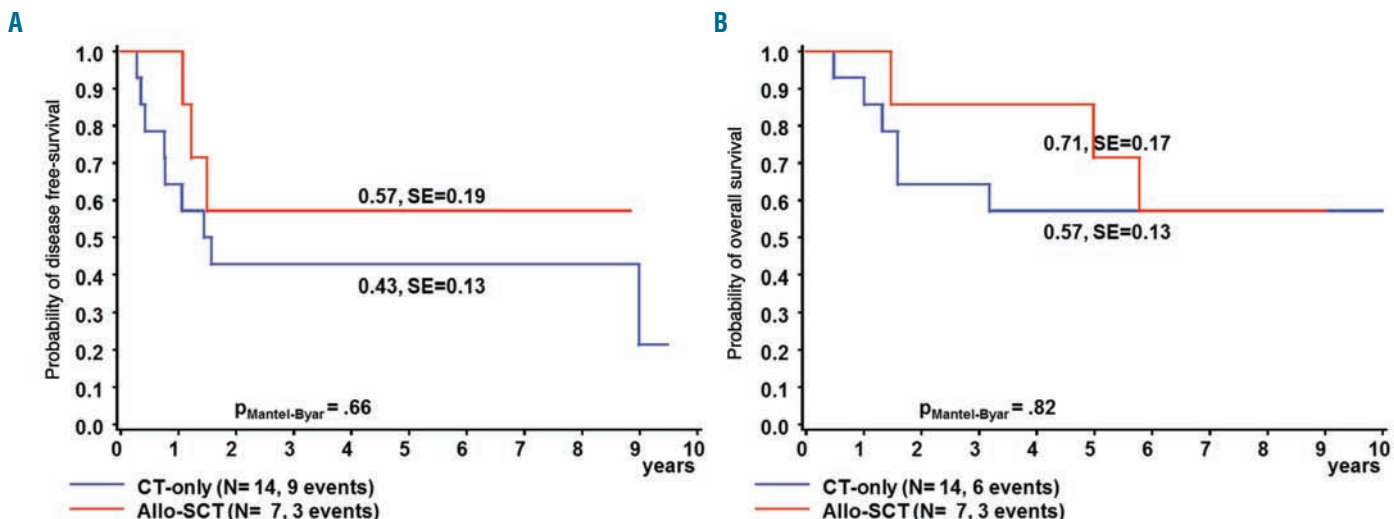 A
Probability of disease free-survival
1.0
0.9
0.8
0.7
0.6
0.5
0.4
0.3
0.2
0.1
0.0
0.57, SE=0.19
0.43, SE=0.13
pMantel-Byar = .66
0 1 2 3 4 5 6 7 8 9 10
years
CT-only (N= 14, 9 events)
Allo-SCT (N= 7, 3 events)
B
Probability of overall survival
1.0
0.9
0.8
0.7
0.6
0.5
0.4
0.3
0.2
0.1
0.0
0.71, SE=0.17
0.57, SE=0.13
pMantel-Byar = .82
0 1 2 3 4 5 6 7 8 9 10
years
CT-only (N= 14, 6 events)
Allo-SCT (N= 7, 3 events)